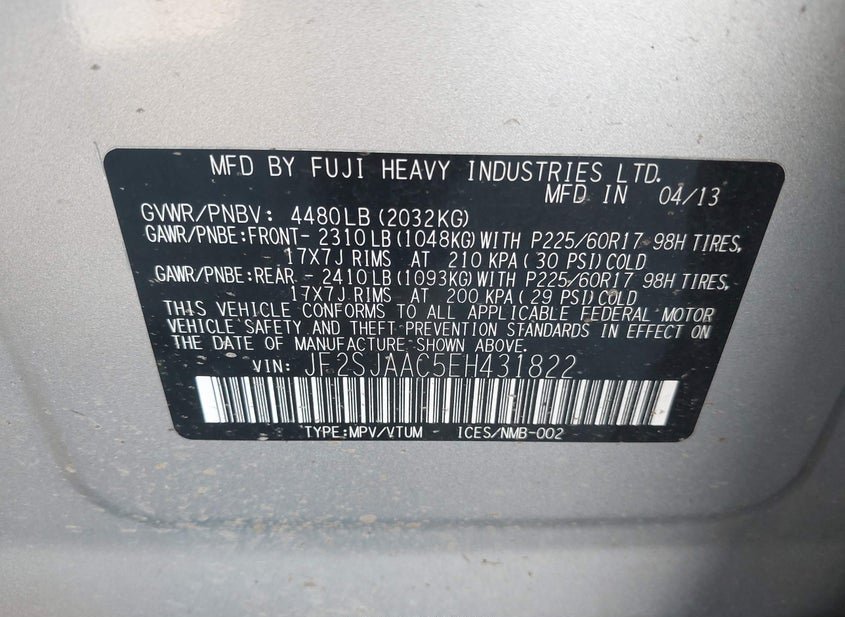 MFD BY FUJI HEAVY INDUSTRIES LTD.
MFD IN 04/13
GVWR/PNBV: 4480LB(2032KG)
GAWR/PNBE:FRONT- 2310LB(1048KG)WITH P225/60R17 98H TIRES,
17X7J RIMS AT 210 KPA(30 PSI)COLD
GAWR/PNBE:REAR - 2410LB(1093KG)WITH P225/60R17 98H TIRES,
17X7J RIMS AT 200 KPA(29 PSI)COLD
THIS VEHICLE CONFORMS TO ALL APPLICABLE FEDERAL MOTOR
VEHICLE SAFETY AND THEFT PREVENTION STANDARDS IN EFFECT ON
THE DATE OF MANUFACTURE SHOWN ABOVE.
VIN: JF2SJAAC5EH431822
TYPE:MPV/VTUM ICES/NMB-002